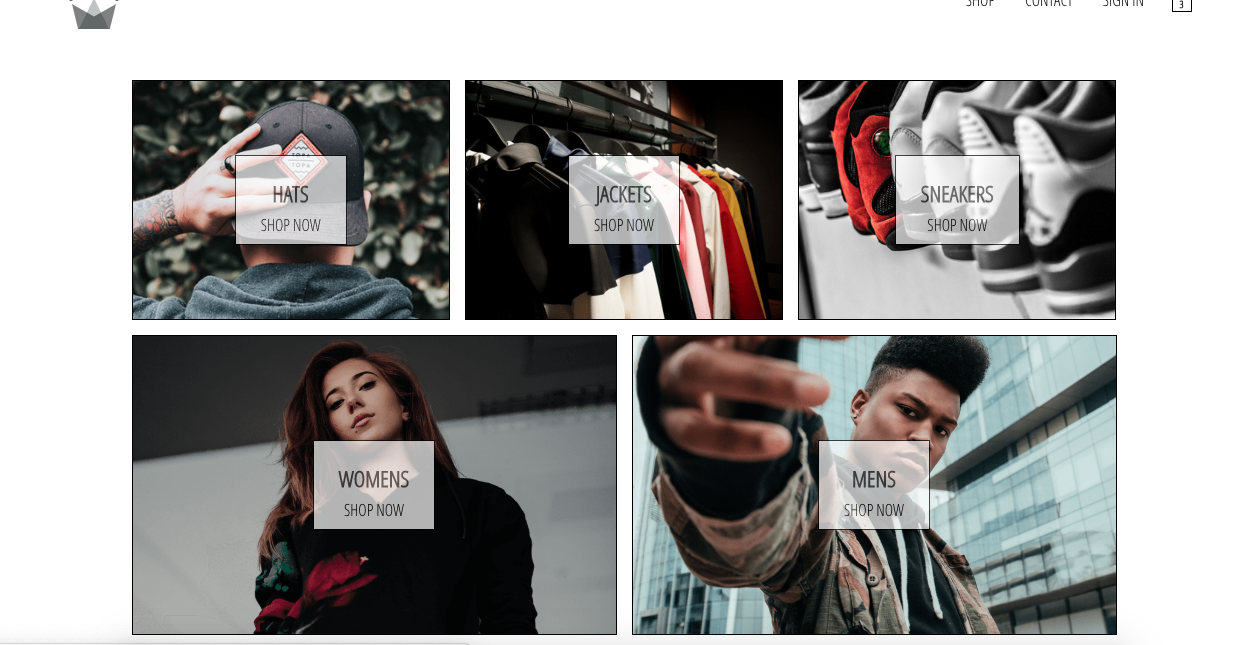 SHOP CONTACT SIGN IN 3
HATS
SHOP NOW
JACKETS
SHOP NOW
SNEAKERS
SHOP NOW
WOMENS
SHOP NOW
MENS
SHOP NOW